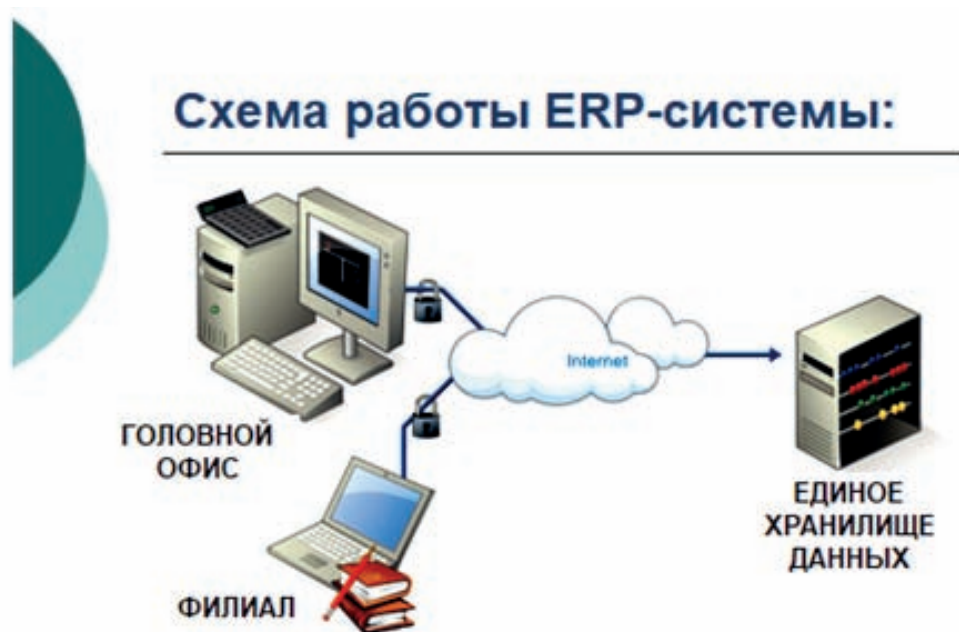 Схема работы ERP-системы:
Internet
ГОЛОВНОЙ
ОФИС
ЕДИНОЕ
ХРАНИЛИЩЕ
ДАННЫХ
ФИЛИАЛ